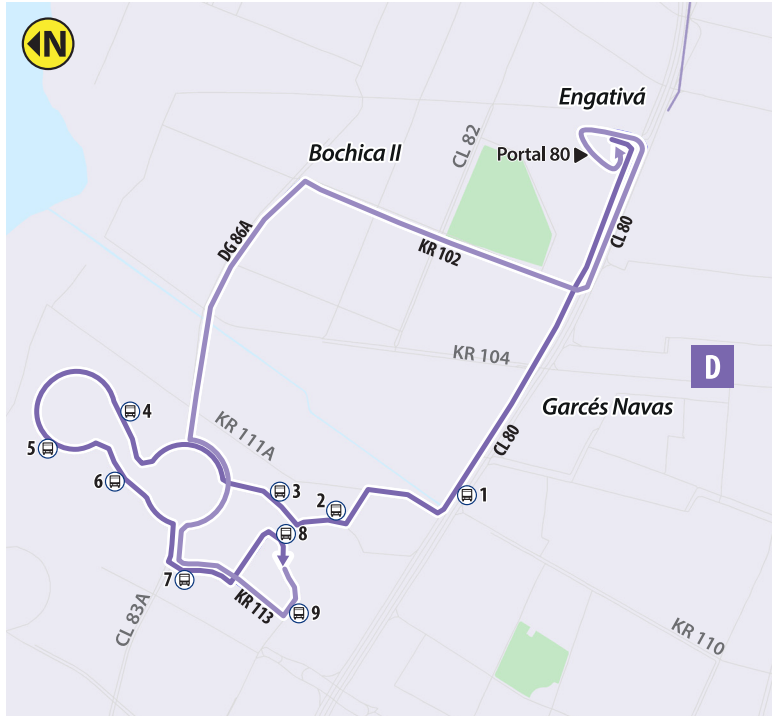 N
Engativá
CL 82
Portal 80
Bochica II
CL 80
DG 86A
KR 102
KR 104
D
Garcés Navas
4
KR 111A
CL 80
5
6
3
1
2
8
7
KR 113
9
CL 83A
KR 110